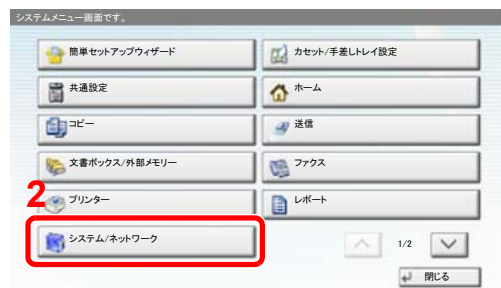 システムメニュー画面です。
簡単セットアップウィザード
カセット/手差しトレイ設定
共通設定
ホーム
コピー
送信
文書ボックス/外部メモリー
ファクス
2
プリンター
レポート
システム/ネットワーク
1/2
閉じる